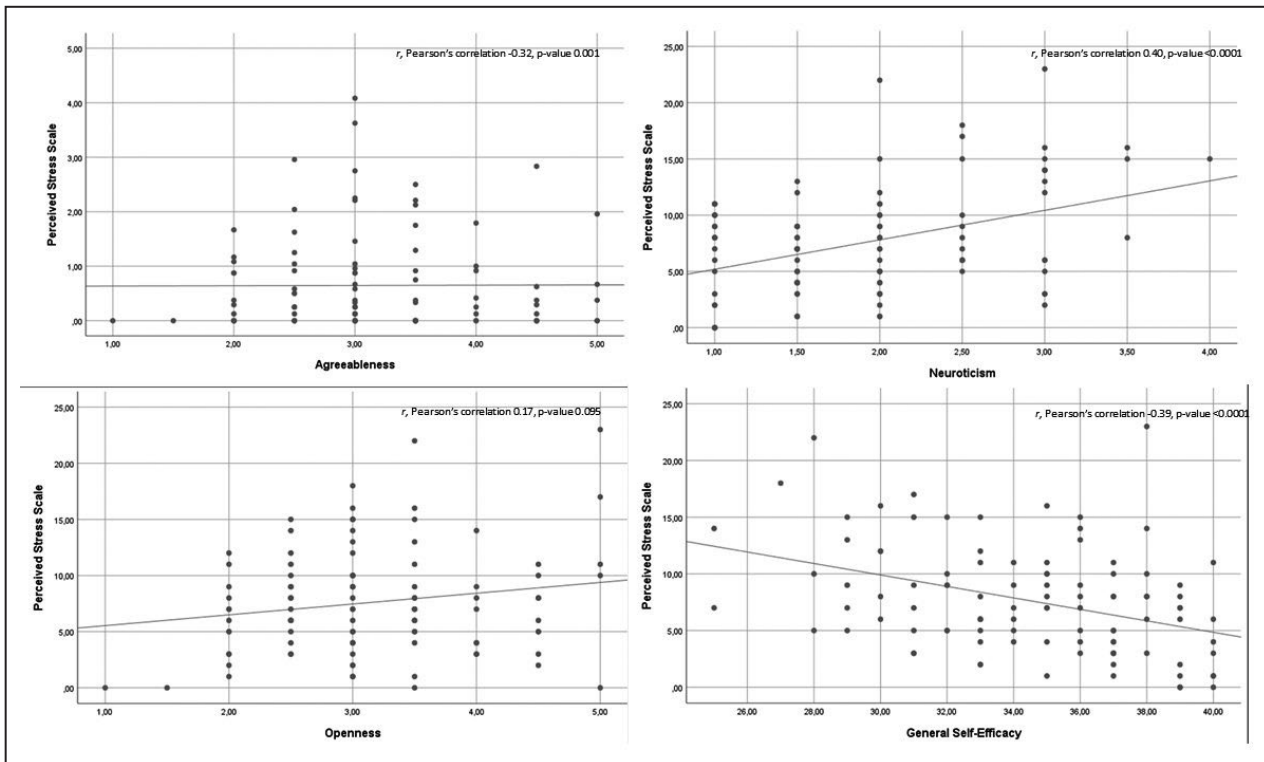 r, Pearson's correlation -0.32, p-value 0.001
5,00
4,00
3,00
2,00
1,00
,00
Perceived Stress Scale
1,00 2,00 3,00 4,00 5,00
Agreeableness
r, Pearson's correlation 0.40, p-value <0.0001
25,00
20,00
15,00
10,00
5,00
,00
Perceived Stress Scale
1,00 1,50 2,00 2,50 3,00 3,50 4,00
Neuroticism
r, Pearson's correlation 0.17, p-value 0.095
25,00
20,00
15,00
10,00
5,00
,00
Perceived Stress Scale
1,00 2,00 3,00 4,00 5,00
Openness
r, Pearson's correlation -0.39, p-value <0.0001
25,00
20,00
15,00
10,00
5,00
,00
Perceived Stress Scale
26,00 28,00 30,00 32,00 34,00 36,00 38,00 40,00
General Self-Efficacy